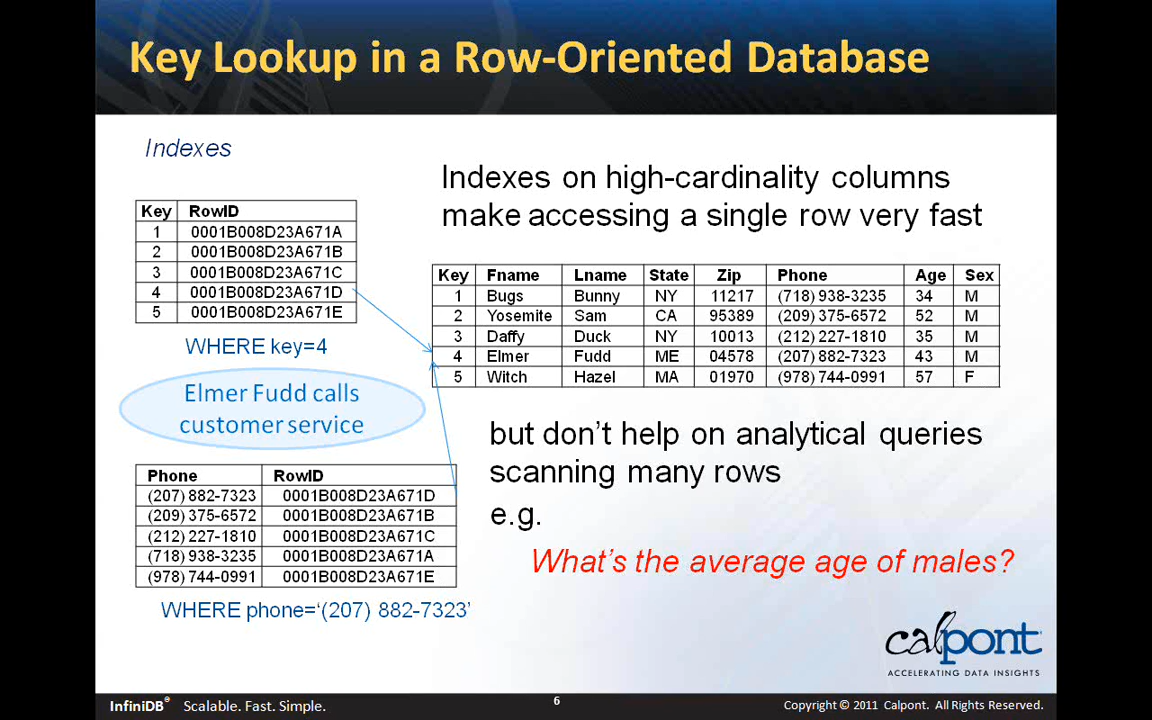 Key Lookup in a Row-Oriented Database
Indexes
Key RowID
1 0001B008D23A671A
2 0001B008D23A671B
3 0001B008D23A671C
4 0001B008D23A671D
5 0001B008D23A671E
WHERE key=4
Elmer Fudd calls
customer service
Phone RowID
(207) 882-7323 0001B008D23A671D
(209) 375-6572 0001B008D23A671B
(212) 227-1810 0001B008D23A671C
(718) 938-3235 0001B008D23A671A
(978) 744-0991 0001B008D23A671E
WHERE phone=‘(207) 882-7323’
Indexes on high-cardinality columns
make accessing a single row very fast
Key Fname Lname State Zip Phone Age Sex
1 Bugs Bunny NY 11217 (718) 938-3235 34 M
2 Yosemite Sam CA 95389 (209) 375-6572 52 M
3 Daffy Duck NY 10013 (212) 227-1810 35 M
4 Elmer Fudd ME 04578 (207) 882-7323 43 M
5 Witch Hazel MA 01970 (978) 744-0991 57 F
but don’t help on analytical queries
scanning many rows
e.g.
What’s the average age of males?
calpont
ACCELERATING DATA INSIGHTS
InfiniDB® Scalable. Fast. Simple.
6
Copyright © 2011 Calpont. All Rights Reserved.